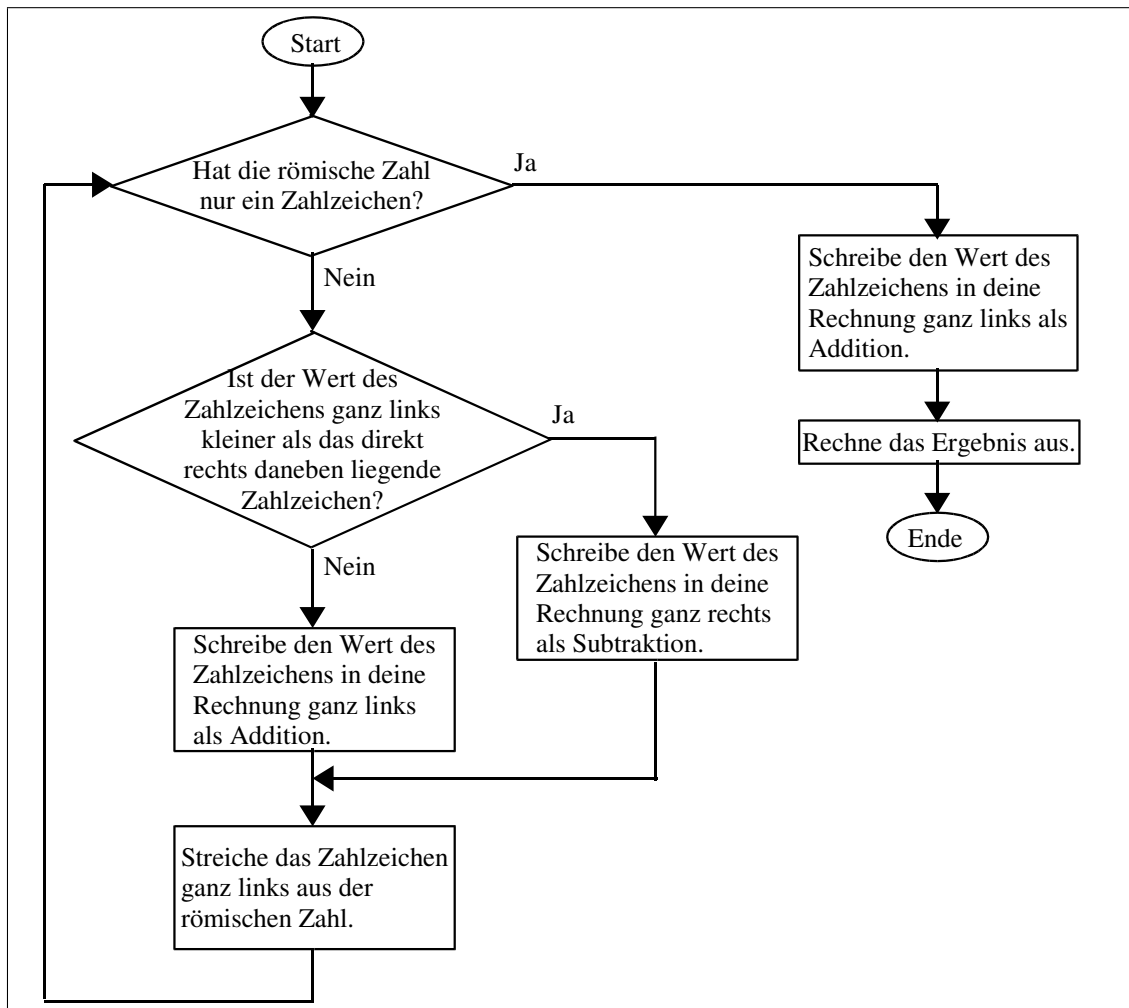 Start
Hat die römische Zahl
nur ein Zahlzeichen?
Ja
Nein
Schreibe den Wert des
Zahlzeichens in deine
Rechnung ganz links als
Addition.
Rechne das Ergebnis aus.
Ende
Ist der Wert des
Zahlzeichens ganz links
kleiner als das direkt
rechts daneben liegende
Zahlzeichen?
Ja
Nein
Schreibe den Wert des
Zahlzeichens in deine
Rechnung ganz rechts
als Subtraktion.
Schreibe den Wert des
Zahlzeichens in deine
Rechnung ganz links
als Addition.
Streiche das Zahlzeichen
ganz links aus der
römischen Zahl.